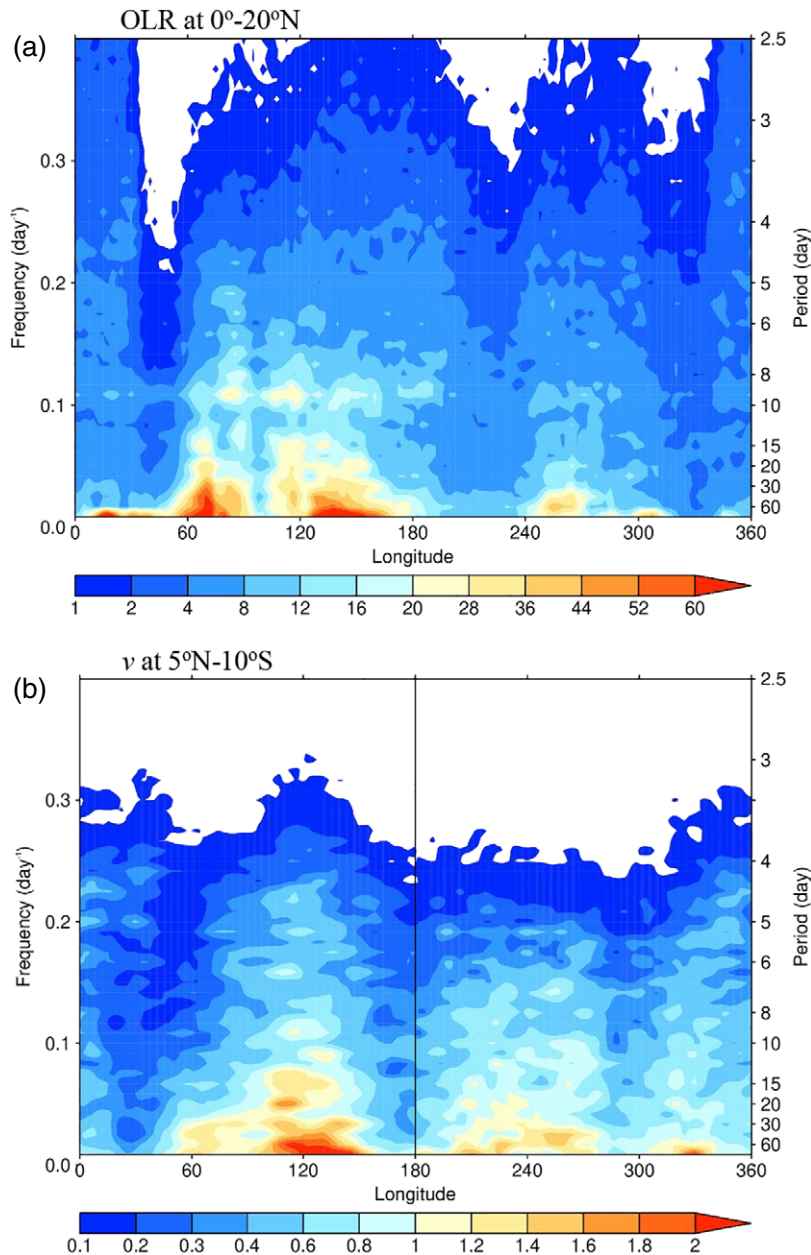 OLR at 0°-20°N
(a)
2.5
3
0.3
4
0.2
5
6
8
0.1
10
15
20
30
60
0.0
0 60 120 180 240 300 360
Frequency (day⁻¹)
Period (day)
Longitude
1 2 4 8 12 16 20 28 36 44 52 60
v at 5°N-10°S
(b)
2.5
3
0.3
4
0.2
5
6
8
0.1
10
15
20
30
60
0.0
0 60 120 180 240 300 360
Frequency (day⁻¹)
Period (day)
Longitude
0.1 0.2 0.3 0.4 0.6 0.8 1 1.2 1.4 1.6 1.8 2